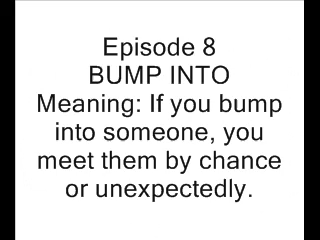 Episode 8
BUMP INTO
Meaning: If you bump
into someone, you
meet them by chance
or unexpectedly.